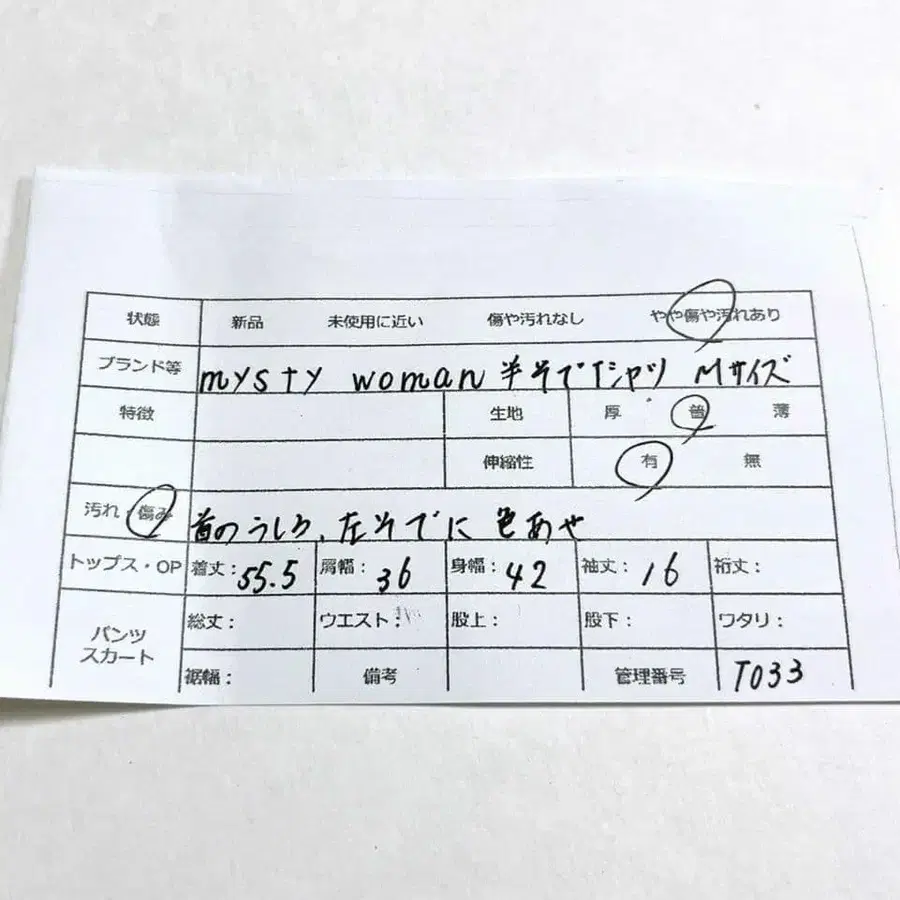 状態 新品 未使用に近い 傷や汚れなし やや傷や汚れあり
ブランド等 mysty woman 半そでTシャツ Mサイズ
特徴 生地 厚 普 薄
伸縮性 有 無
汚れ・傷み 首のうしろ、左そでに色あせ
トップス・OP 着丈：55.5 肩幅：36 身幅：42 袖丈：16 裄丈：
パンツ スカート 総丈： ウエスト： 股上： 股下： ワタリ：
裾幅： 備考 管理番号 T033